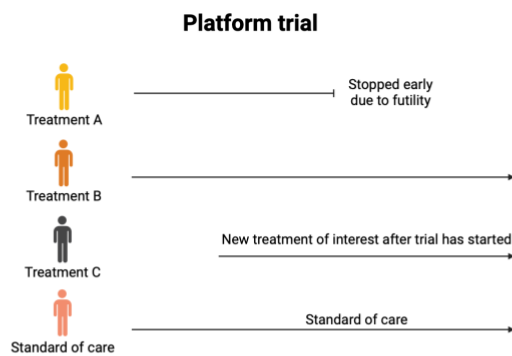 Platform trial
Stopped early
due to futility
Treatment A
Treatment B
New treatment of interest after trial has started
Treatment C
Standard of care
Standard of care